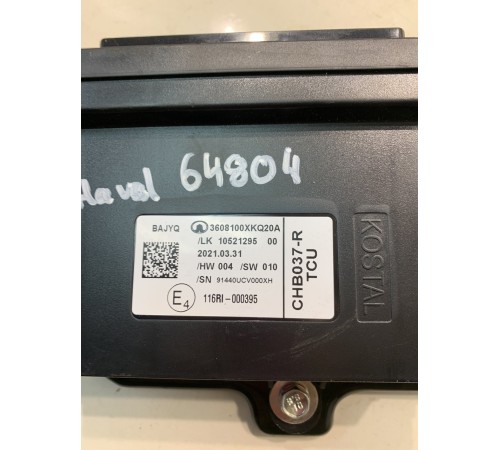 Haval 64804
BAJYQ 3608100XKQ20A
/LK 10521295 00
2021.03.31
/HW 004 /SW 010
/SN 91440UCV000XH
E4 116RI-000395
CHB037-R
TCU
KOSTAL